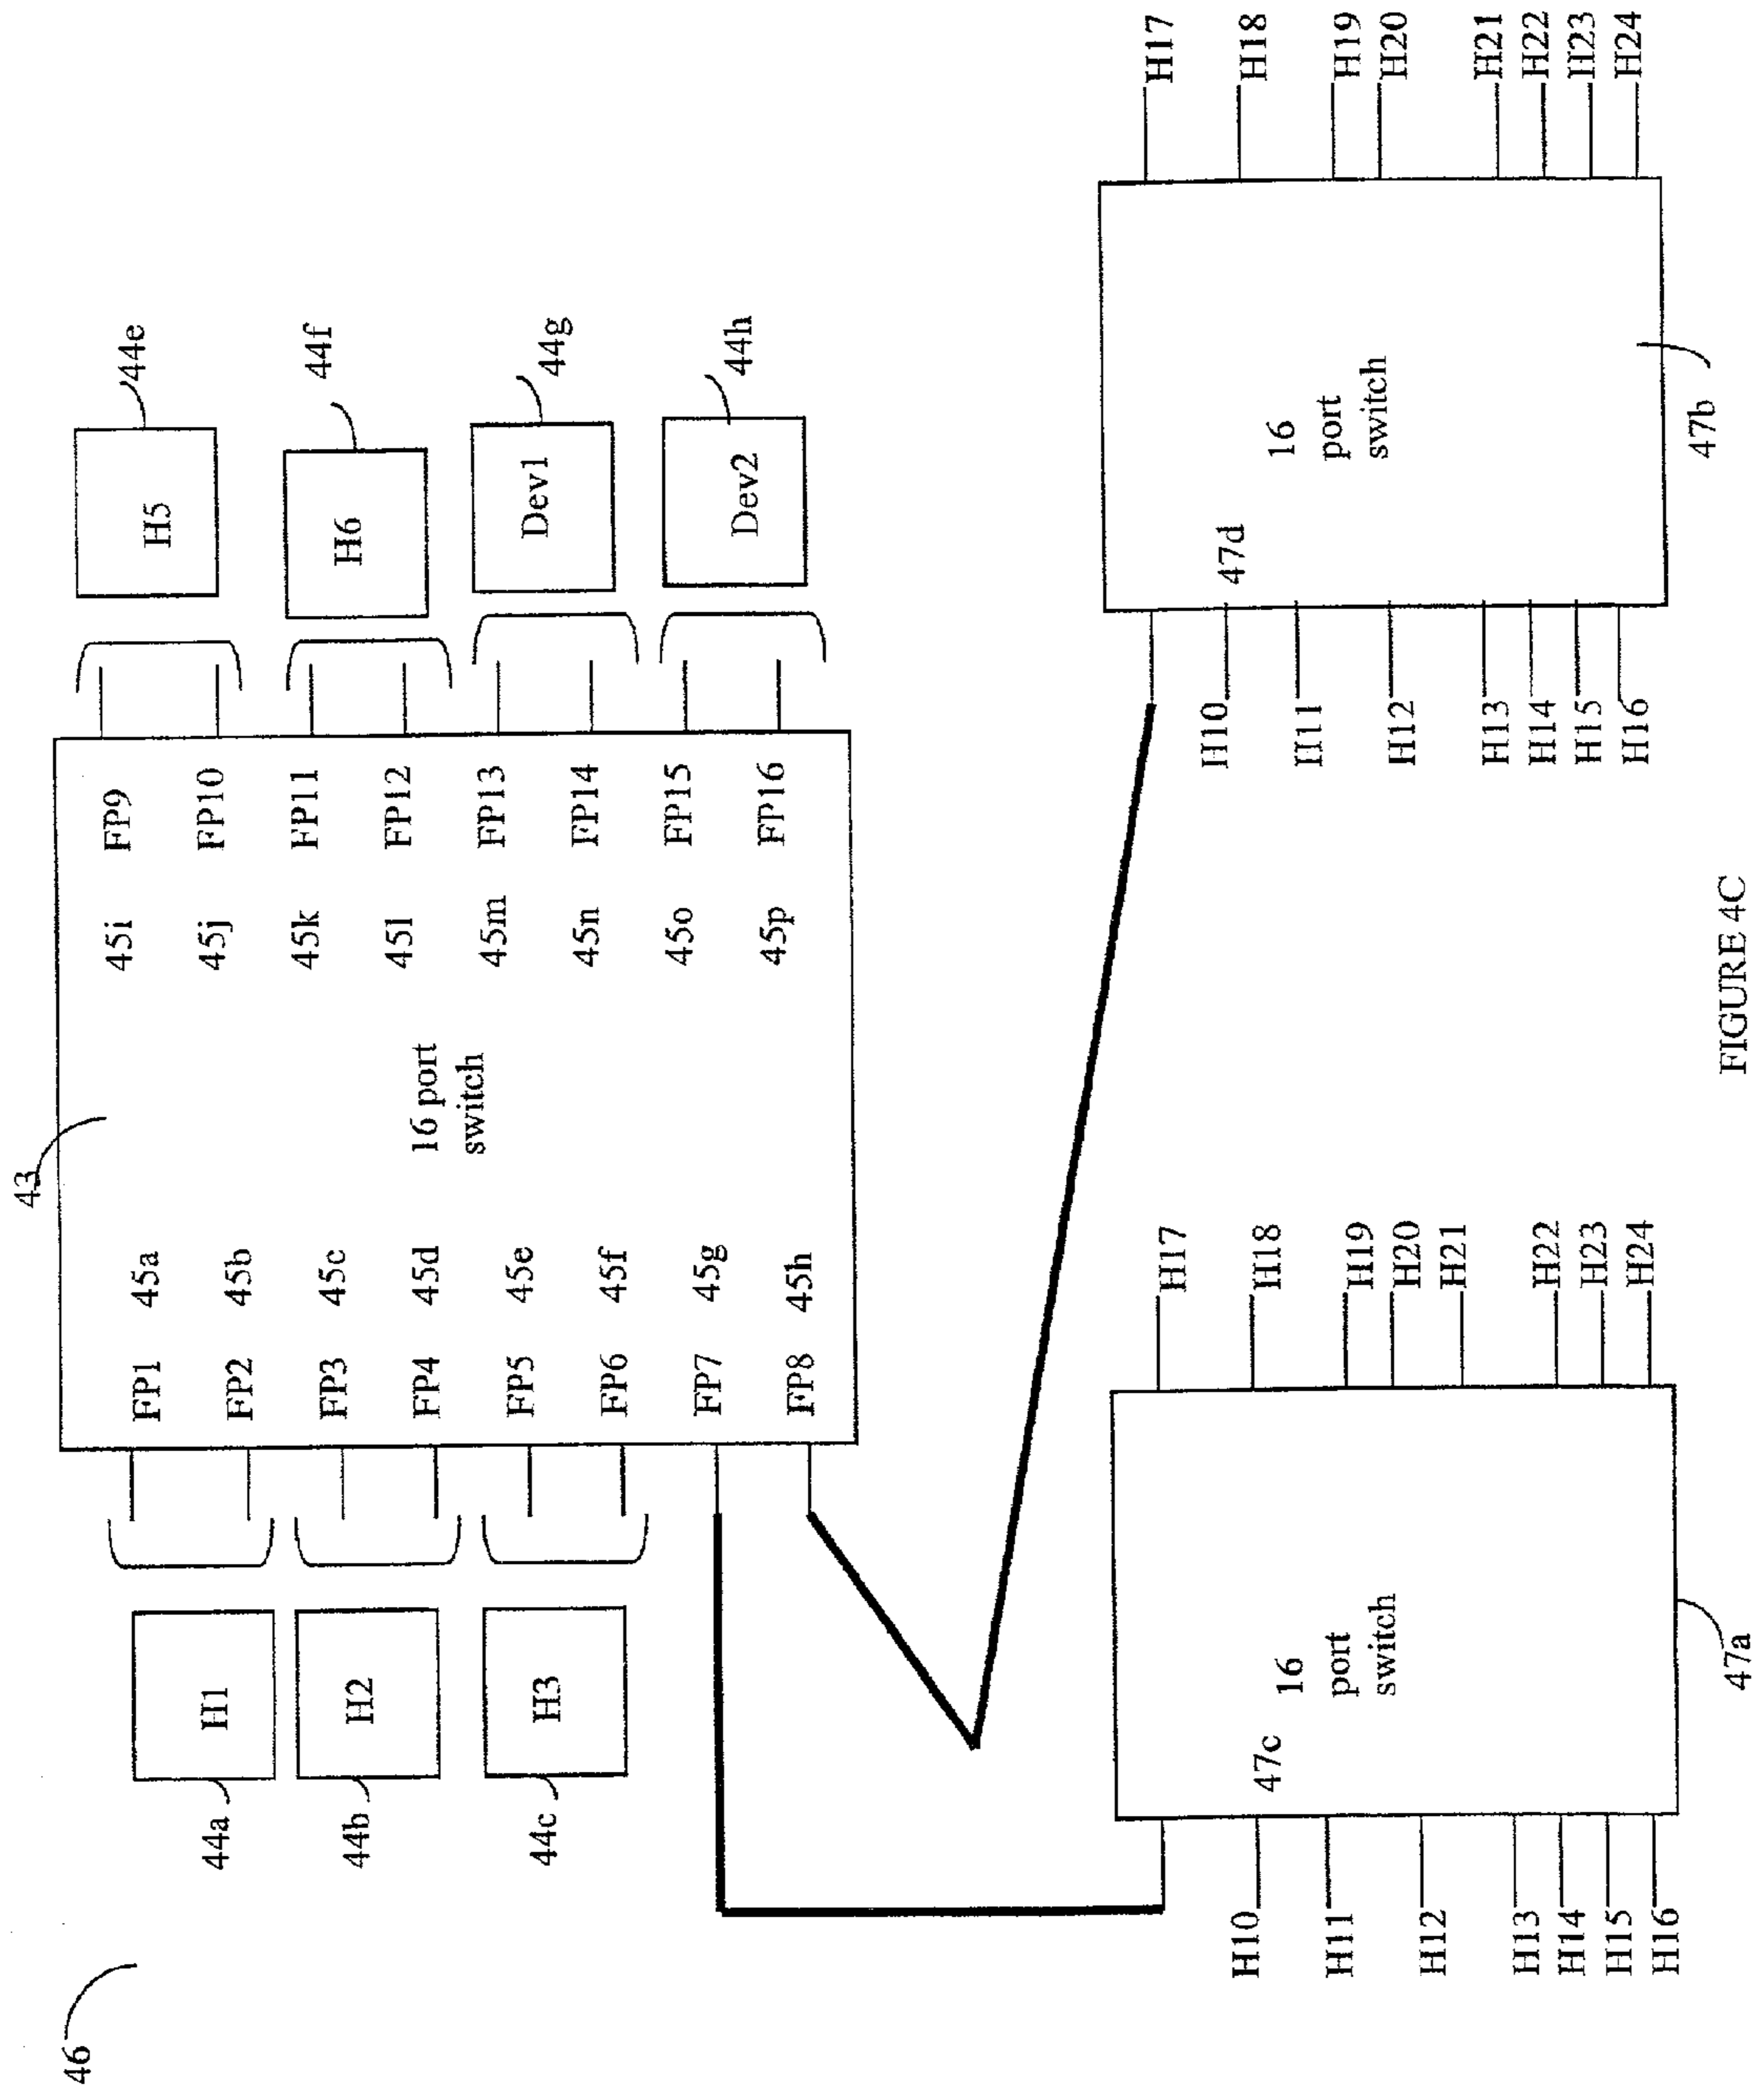 46
43
44a
H1
44b
H2
44c
H3
FP1 45a
FP2 45b
FP3 45c
FP4 45d
FP5 45e
FP6 45f
FP7 45g
FP8 45h
16 port
switch
45i FP9
45j FP10
45k FP11
45l FP12
45m FP13
45n FP14
45o FP15
45p FP16
H5
44e
H6
44f
Dev1
44g
Dev2
44h
H10
H11
H12
H13
H14
H15
H16
47c
16
port
switch
47a
H17
H18
H19
H20
H21
H22
H23
H24
H10
H11
H12
H13
H14
H15
H16
47d
16
port
switch
47b
H17
H18
H19
H20
H21
H22
H23
H24
FIGURE 4C